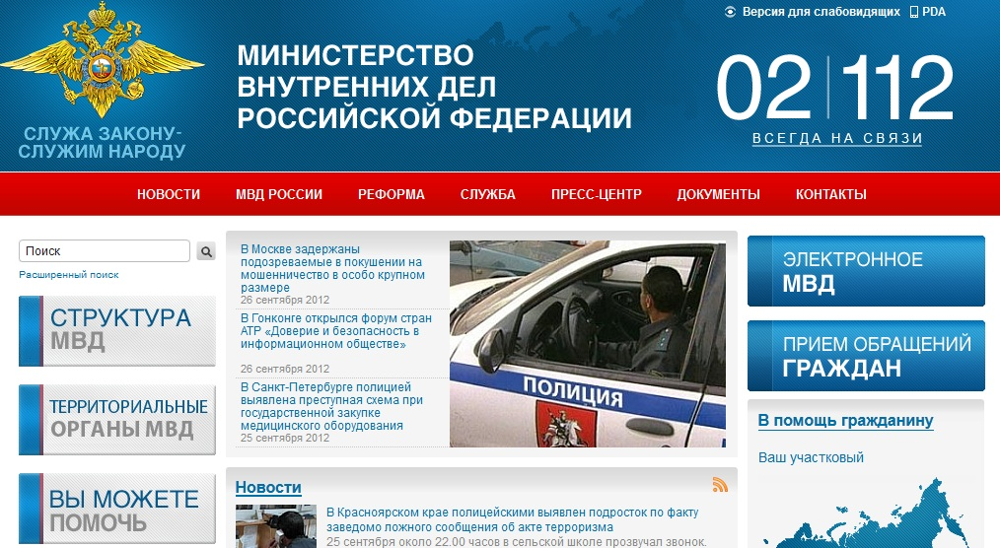 Версия для слабовидящих PDA
МИНИСТЕРСТВО
ВНУТРЕННИХ ДЕЛ
РОССИЙСКОЙ ФЕДЕРАЦИИ
02 112
ВСЕГДА НА СВЯЗИ
СЛУЖА ЗАКОНУ-
СЛУЖИМ НАРОДУ
НОВОСТИ МВД РОССИИ РЕФОРМА СЛУЖБА ПРЕСС-ЦЕНТР ДОКУМЕНТЫ КОНТАКТЫ
Поиск
Расширенный поиск
СТРУКТУРА
МВД
ТЕРРИТОРИАЛЬНЫЕ
ОРГАНЫ МВД
ВЫ МОЖЕТЕ
ПОМОЧЬ
В Москве задержаны
подозреваемые в покушении на
мошенничество в особо крупном
размере
26 сентября 2012
В Гонконге открылся форум стран
АТР «Доверие и безопасность в
информационном обществе»
26 сентября 2012
В Санкт-Петербурге полицией
выявлена преступная схема при
государственной закупке
медицинского оборудования
25 сентября 2012
ПОЛИЦИЯ
Новости
В Красноярском крае полицейскими выявлен подросток по факту
заведомо ложного сообщения об акте терроризма
25 сентября около 22.00 часов в сельской школе прозвучал звонок.
ЭЛЕКТРОННОЕ
МВД
ПРИЕМ ОБРАЩЕНИЙ
ГРАЖДАН
В помощь гражданину
Ваш участковый